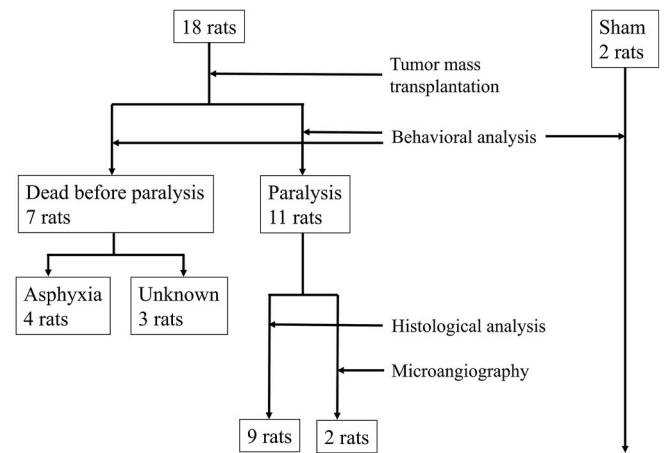 18 rats
Sham
2 rats
Tumor mass
transplantation
Behavioral analysis
Dead before paralysis
7 rats
Paralysis
11 rats
Asphyxia
4 rats
Unknown
3 rats
Histological analysis
Microangiography
9 rats
2 rats